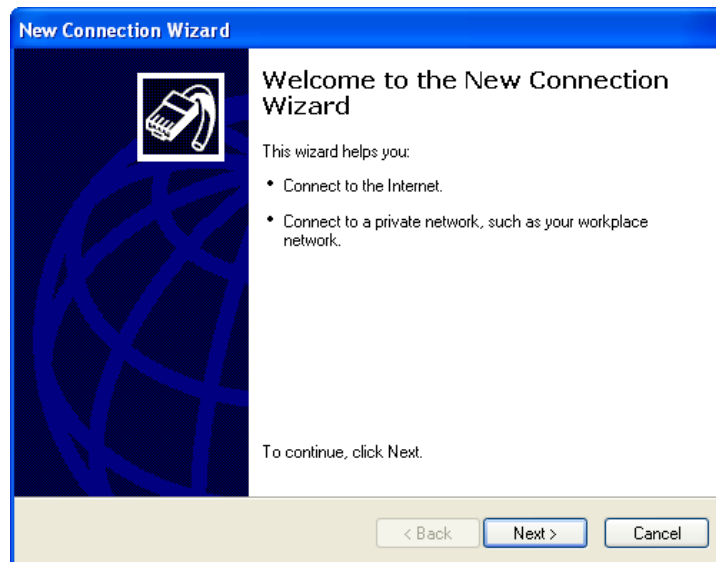 New Connection Wizard
Welcome to the New Connection
Wizard
This wizard helps you:
• Connect to the Internet.
• Connect to a private network, such as your workplace
network.
To continue, click Next.
< Back
Next >
Cancel